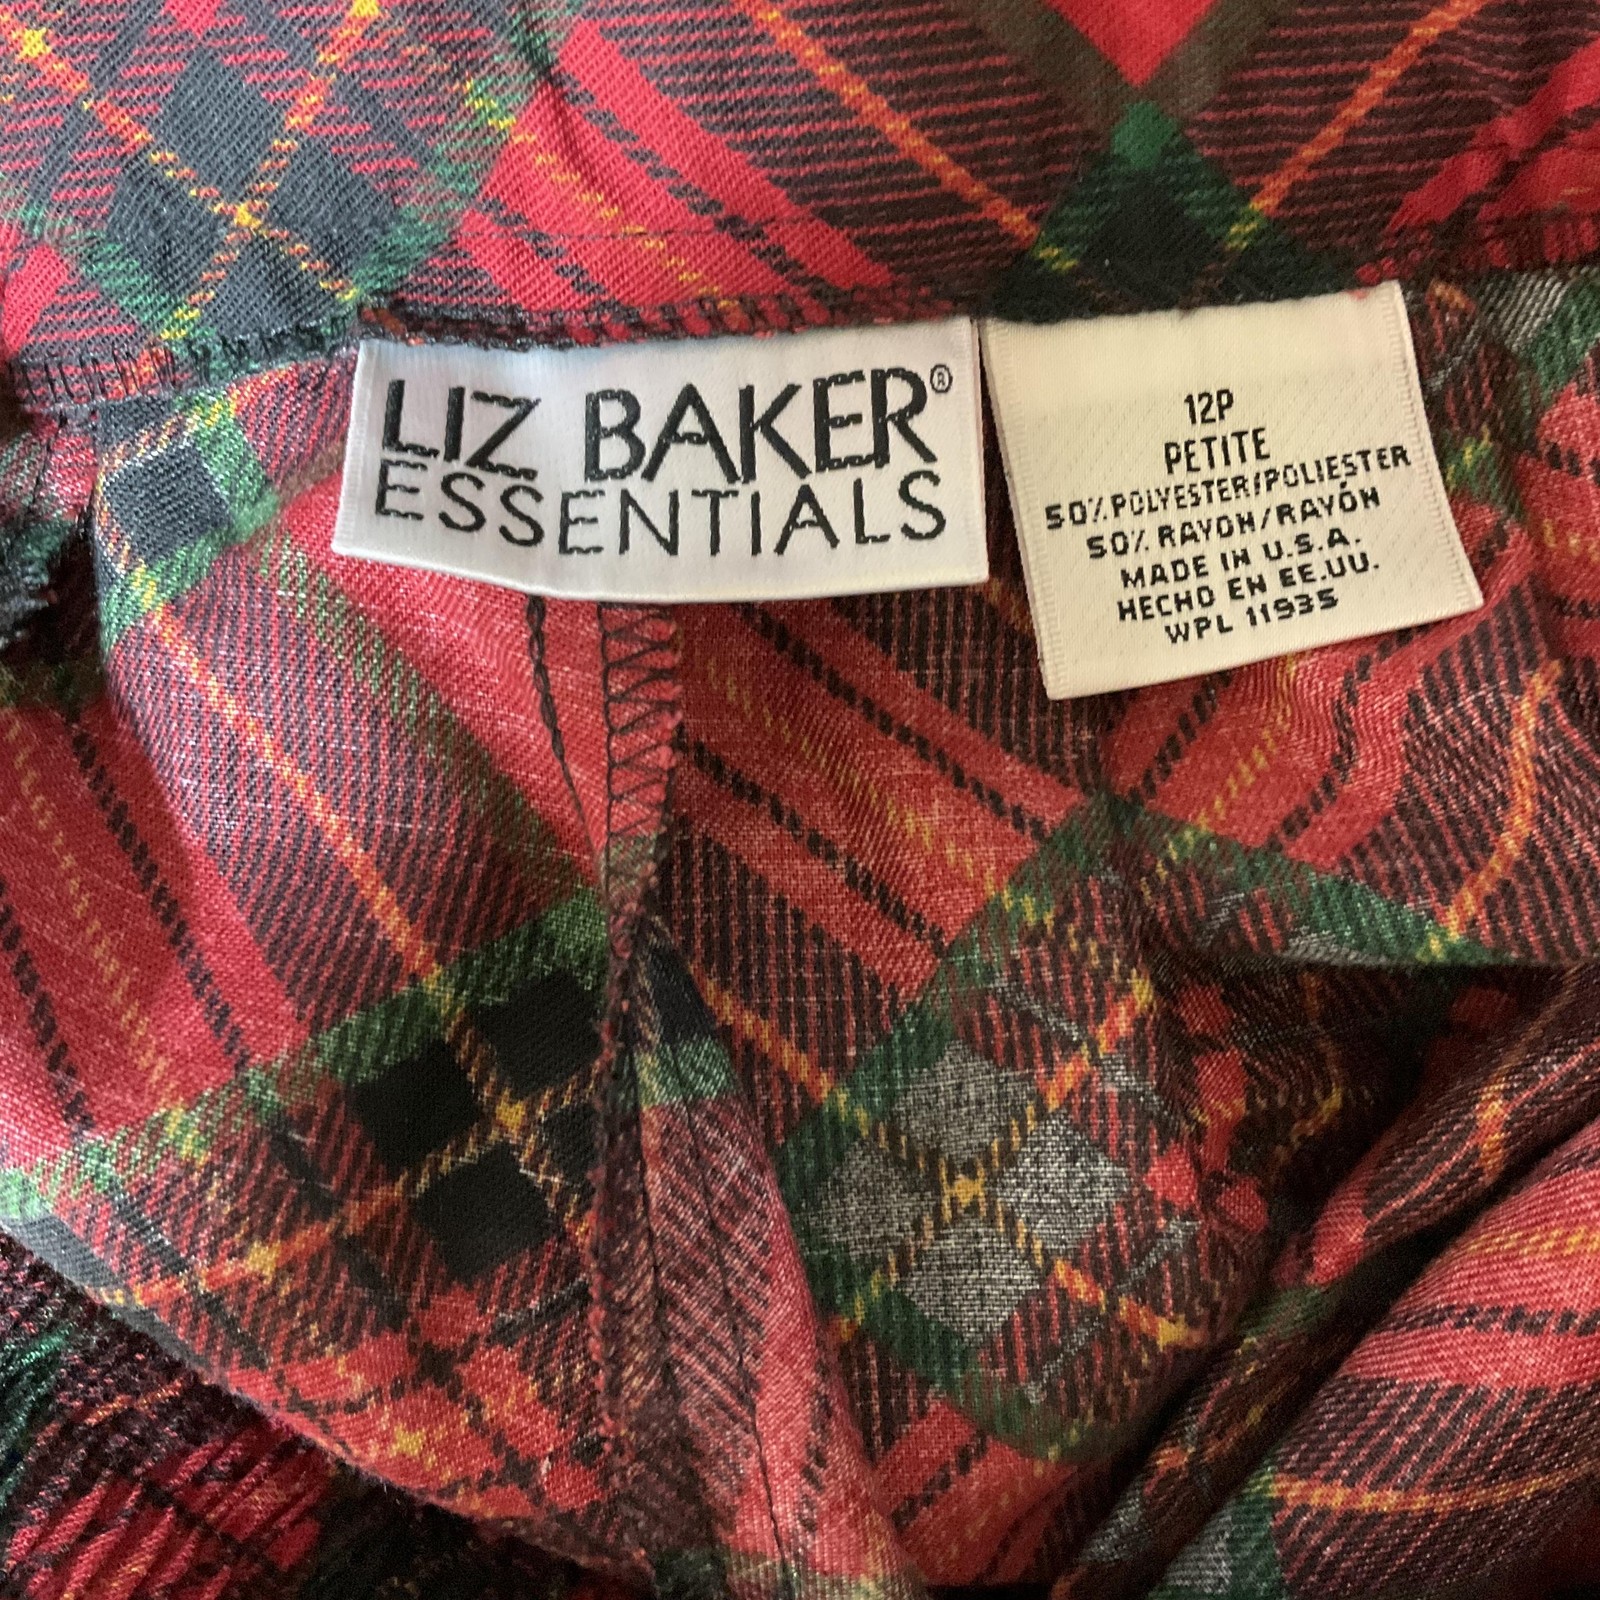 LIZ BAKER®
ESSENTIALS
12P
PETITE
50% POLYESTER/POLIESTER
50% RAYON/RAYÓN
MADE IN U.S.A.
HECHO EN EE.UU.
WPL 11935